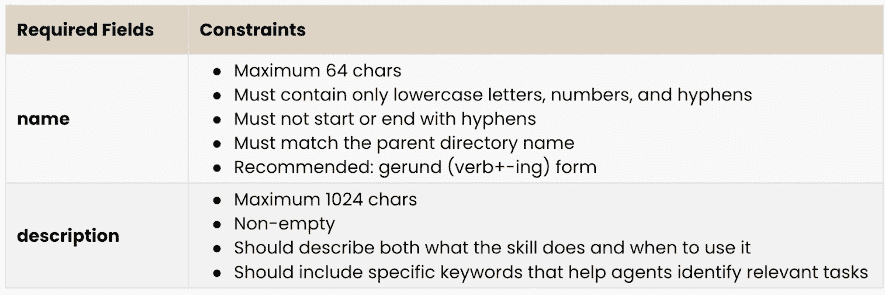 Required Fields Constraints
name
● Maximum 64 chars
● Must contain only lowercase letters, numbers, and hyphens
● Must not start or end with hyphens
● Must match the parent directory name
● Recommended: gerund (verb+-ing) form
description
● Maximum 1024 chars
● Non-empty
● Should describe both what the skill does and when to use it
● Should include specific keywords that help agents identify relevant tasks